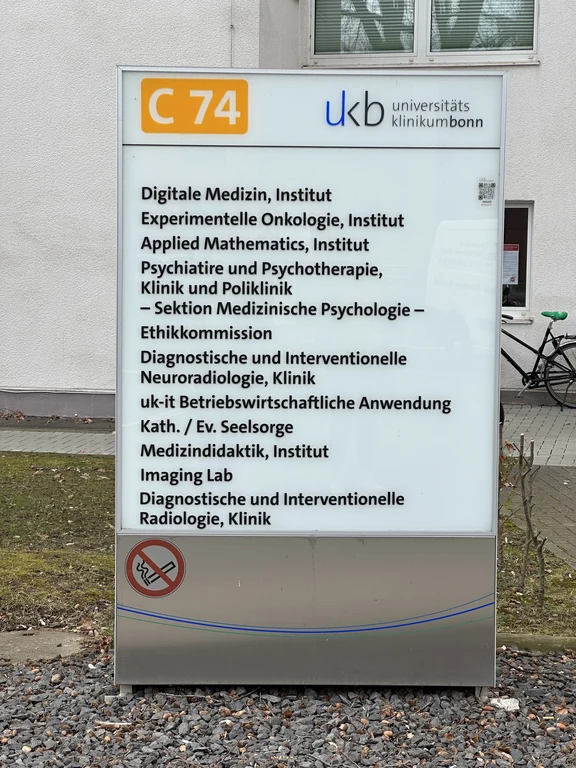 C 74
ukb universitäts
klinikumbonn
Digitale Medizin, Institut
Experimentelle Onkologie, Institut
Applied Mathematics, Institut
Psychiatire und Psychotherapie,
Klinik und Poliklinik
– Sektion Medizinische Psychologie –
Ethikkommission
Diagnostische und Interventionelle
Neuroradiologie, Klinik
uk-it Betriebswirtschaftliche Anwendung
Kath. / Ev. Seelsorge
Medizindidaktik, Institut
Imaging Lab
Diagnostische und Interventionelle
Radiologie, Klinik